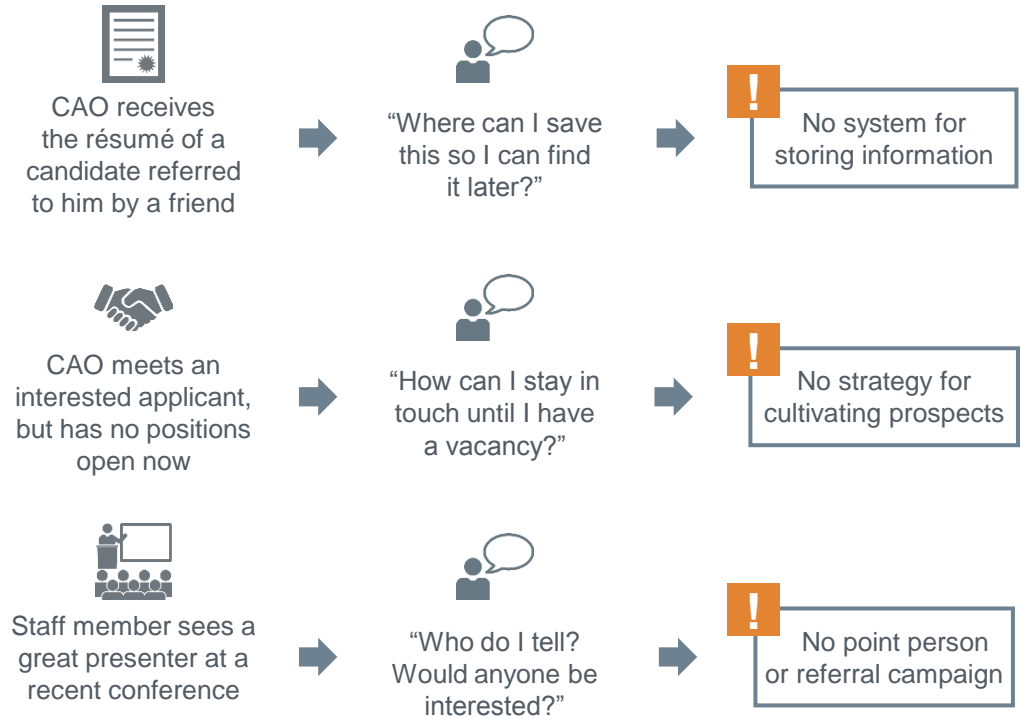 CAO receives
the résumé of a
candidate referred
to him by a friend
“Where can I save
this so I can find
it later?”
!
No system for
storing information
CAO meets an
interested applicant,
but has no positions
open now
“How can I stay in
touch until I have
a vacancy?”
!
No strategy for
cultivating prospects
Staff member sees a
great presenter at a
recent conference
“Who do I tell?
Would anyone be
interested?”
!
No point person
or referral campaign